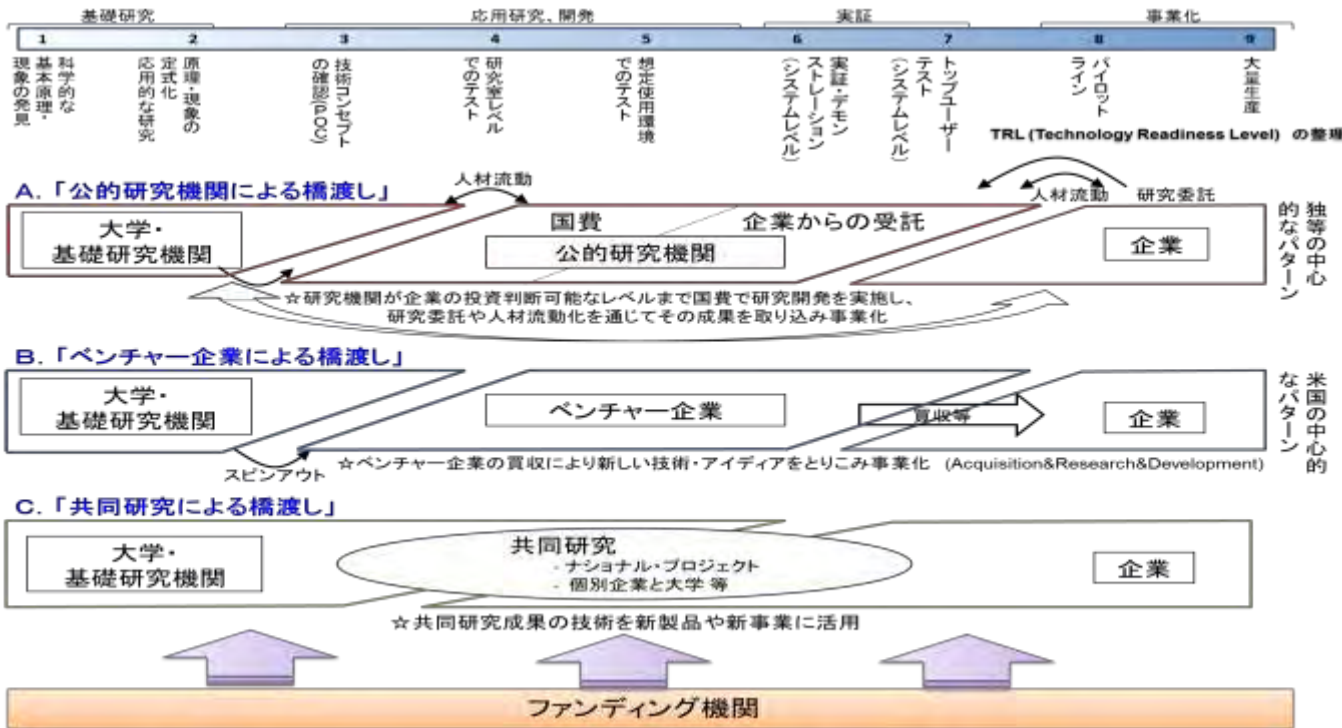 基礎研究
応用研究、開発
実証
事業化
1
2
3
4
5
6
7
8
9
科学的な
基本原理・
現象の発見
原理・現象の
定式化
応用的な研究
技術コンセプト
の確認(POC)
研究室レベル
でのテスト
想定使用環境
でのテスト
実証・デモン
ストレーション
(システムレベル)
トップユーザー
テスト
(システムレベル)
パイロット
ライン
大量生産
TRL (Technology Readiness Level) の整理
A.「公的研究機関による橋渡し」
人材流動
人材流動
研究委託
大学・
基礎研究機関
国費
企業からの受託
公的研究機関
企業
独等の中心
的なパターン
☆研究機関が企業の投資判断可能なレベルまで国費で研究開発を実施し、
研究委託や人材流動化を通じてその成果を取り込み事業化
B.「ベンチャー企業による橋渡し」
大学・
基礎研究機関
ベンチャー企業
買収等
企業
米国の中心的
なパターン
スピンアウト
☆ベンチャー企業の買収により新しい技術・アイディアをとりこみ事業化 (Acquisition&Research&Development)
C.「共同研究による橋渡し」
大学・
基礎研究機関
共同研究
- ナショナル・プロジェクト
- 個別企業と大学 等
企業
☆共同研究成果の技術を新製品や新事業に活用
ファンディング機関